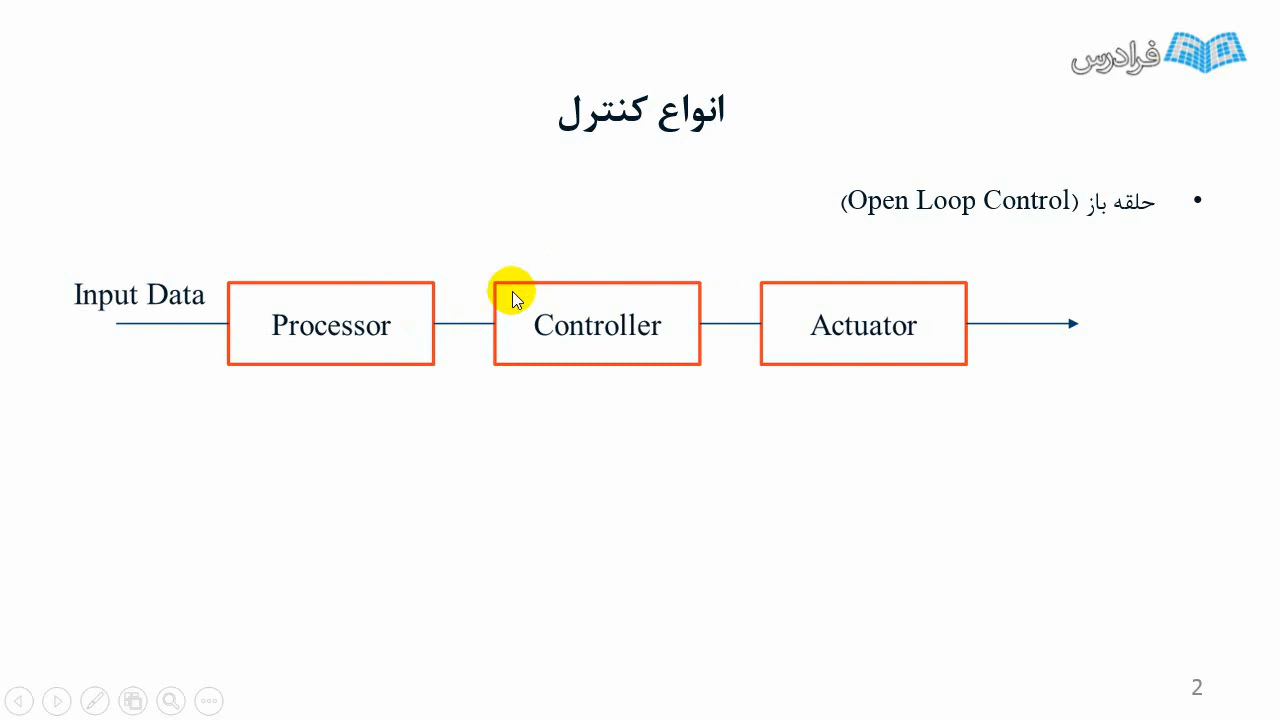 فرادرس
انواع کنترل
• حلقه باز (Open Loop Control)
Input Data
Processor
Controller
Actuator
2